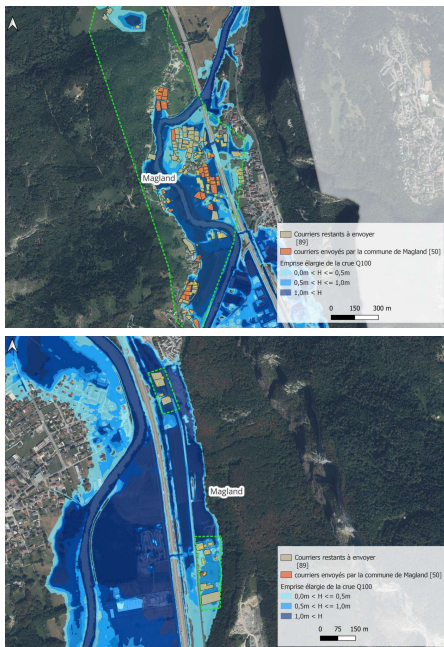 Magland
Courriers restants à envoyer
[89]
courriers envoyés par la commune de Magland [50]
Emprise élargie de la crue Q100
0,0m < H <= 0,5m
0,5m < H <= 1,0m
1,0m < H
0 150 300 m
Magland
Courriers restants à envoyer
[89]
courriers envoyés par la commune de Magland [50]
Emprise élargie de la crue Q100
0,0m < H <= 0,5m
0,5m < H <= 1,0m
1,0m < H
0 75 150 m